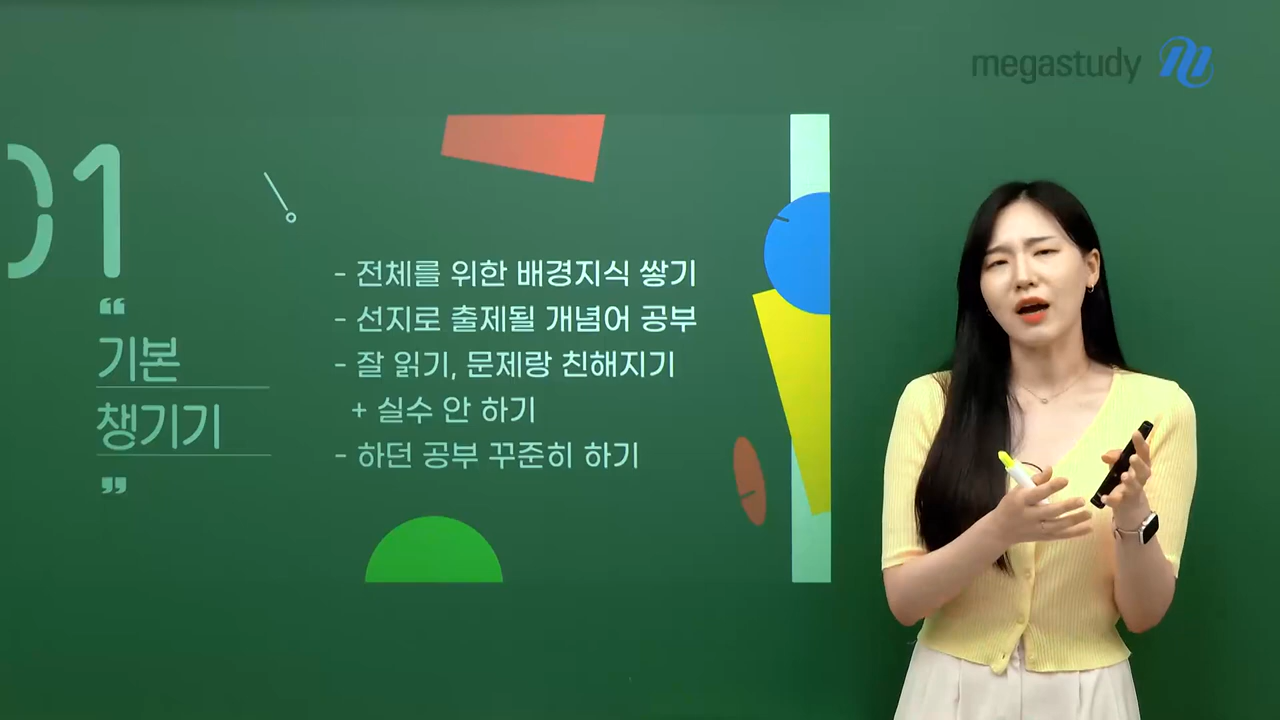 megastudy
01
“
기본
챙기기
”
- 전체를 위한 배경지식 쌓기
- 선지로 출제될 개념어 공부
- 잘 읽기, 문제랑 친해지기
+ 실수 안 하기
- 하던 공부 꾸준히 하기